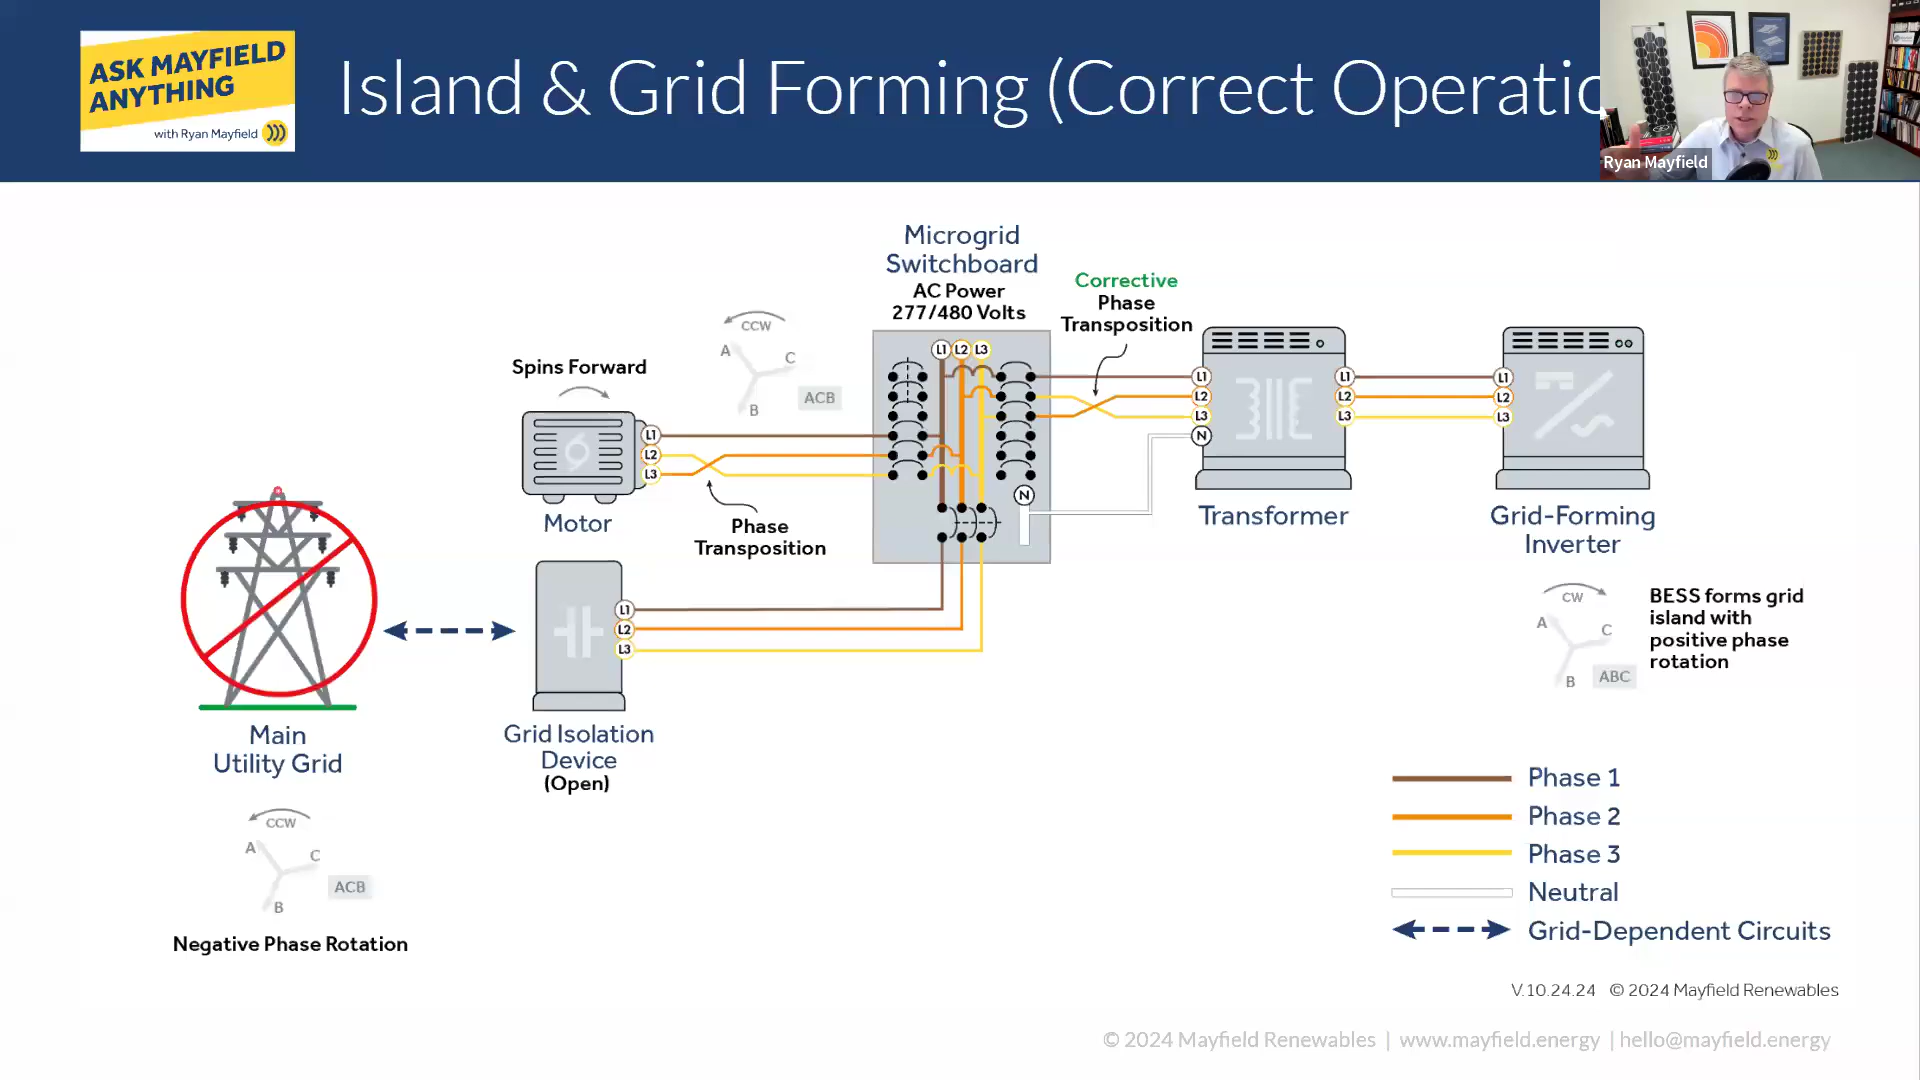 ASK MAYFIELD
ANYTHING
with Ryan Mayfield
Island & Grid Forming (Correct Operatio
Ryan Mayfield
Microgrid
Switchboard
AC Power
277/480 Volts
Corrective
Phase
Transposition
Spins Forward
CCW
A
C
B
ACB
L1 L2 L3
L1
L2
L3
N
L1
L2
L3
L1
L2
L3
L1
L2
L3
N
Motor
Phase
Transposition
Transformer
Grid-Forming
Inverter
L1
L2
L3
CW
A
C
B
ABC
BESS forms grid
island with
positive phase
rotation
Main
Utility Grid
Grid Isolation
Device
(Open)
CCW
A
C
B
ACB
Negative Phase Rotation
Phase 1
Phase 2
Phase 3
Neutral
Grid-Dependent Circuits
V.10.24.24 © 2024 Mayfield Renewables
© 2024 Mayfield Renewables | www.mayfield.energy | hello@mayfield.energy